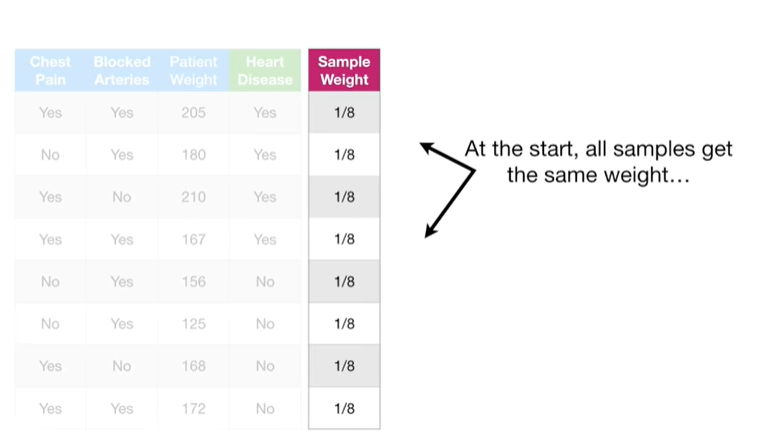 Chest Pain Blocked Arteries Patient Weight Heart Disease Sample Weight
Yes Yes 205 Yes 1/8
No Yes 180 Yes 1/8
Yes No 210 Yes 1/8
Yes Yes 167 Yes 1/8
No Yes 156 No 1/8
No Yes 125 No 1/8
Yes No 168 No 1/8
Yes Yes 172 No 1/8
At the start, all samples get
the same weight...